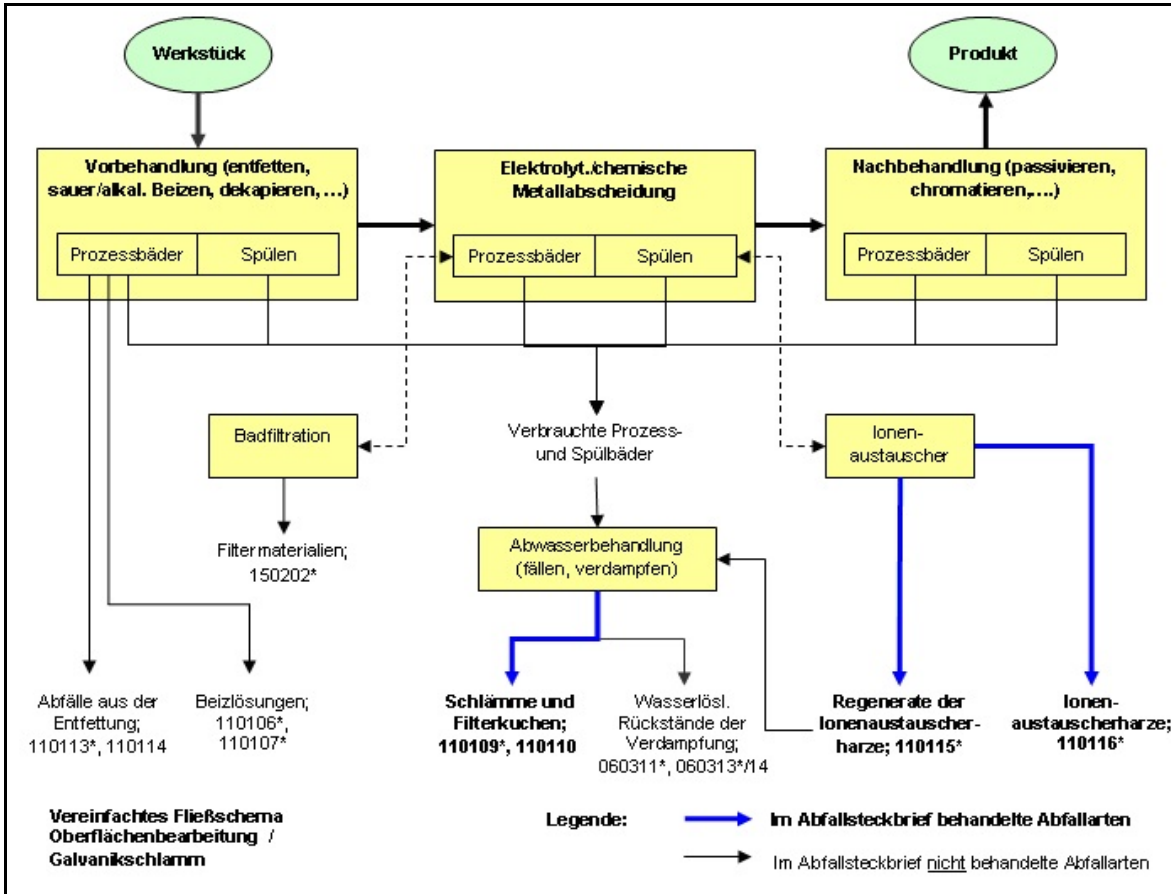 Werkstück
Produkt
Vorbehandlung (entfetten,
sauer/alkal. Beizen, dekapieren, …)
Prozessbäder
Spülen
Elektrolyt./chemische
Metallabscheidung
Prozessbäder
Spülen
Nachbehandlung (passivieren,
chromatieren,….)
Prozessbäder
Spülen
Badfiltration
Verbrauchte Prozess-
und Spülbäder
Ionen-
austauscher
Filtermaterialien;
150202*
Abwasserbehandlung
(fällen, verdampfen)
Abfälle aus der
Entfettung;
110113*, 110114
Beizlösungen;
110106*,
110107*
Schlämme und
Filterkuchen;
110109*, 110110
Wasserlösl.
Rückstände der
Verdampfung;
060311*, 060313*/14
Regenerate der
Ionenaustauscher-
harze; 110115*
Ionen-
austauscherharze;
110116*
Vereinfachtes Fließschema
Oberflächenbearbeitung /
Galvanikschlamm
Legende:
Im Abfallsteckbrief behandelte Abfallarten
Im Abfallsteckbrief nicht behandelte Abfallarten